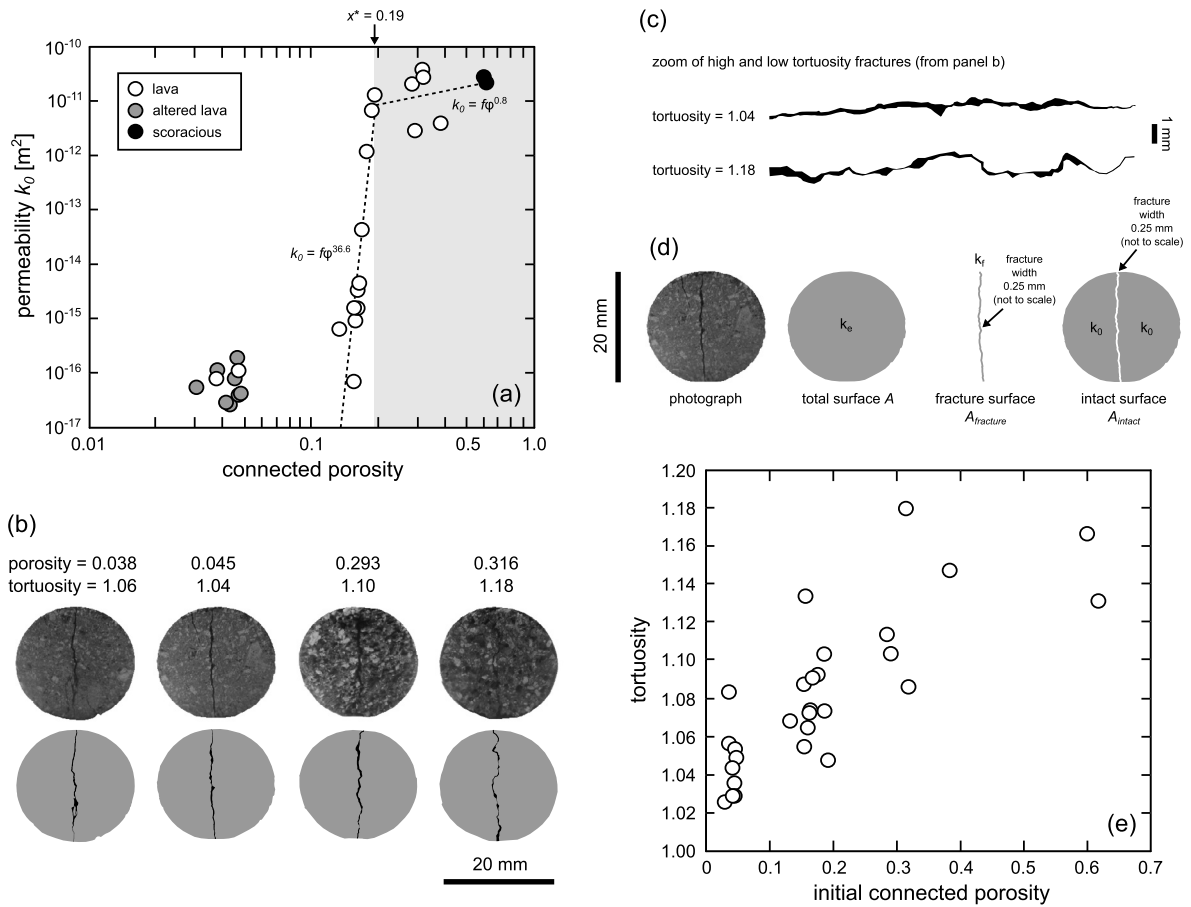 (a)
x* = 0.19
permeability k₀ [m²]
10⁻¹⁰
10⁻¹¹
10⁻¹²
10⁻¹³
10⁻¹⁴
10⁻¹⁵
10⁻¹⁶
10⁻¹⁷
lava
altered lava
scoracious
k₀ = fφ⁰·⁸
k₀ = fφ³⁶·⁶
(a)
0.01 0.1 0.5 1.0
connected porosity
(b)
porosity = 0.038 0.045 0.293 0.316
tortuosity = 1.06 1.04 1.10 1.18
20 mm
(c)
zoom of high and low tortuosity fractures (from panel b)
tortuosity = 1.04
1 mm
tortuosity = 1.18
(d)
20 mm
photograph
kₑ
total surface A
k_f
fracture
width
0.25 mm
(not to scale)
fracture surface
A_fracture
fracture
width
0.25 mm
(not to scale)
k₀ k₀
intact surface
A_intact
tortuosity
1.20
1.18
1.16
1.14
1.12
1.10
1.08
1.06
1.04
1.02
1.00
(e)
0 0.1 0.2 0.3 0.4 0.5 0.6 0.7
initial connected porosity